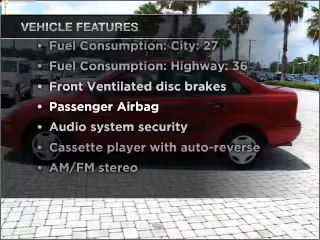 VEHICLE FEATURES
• Fuel Consumption: City: 27
• Fuel Consumption: Highway: 36
• Front Ventilated disc brakes
• Passenger Airbag
• Audio system security
• Cassette player with auto-reverse
• AM/FM stereo